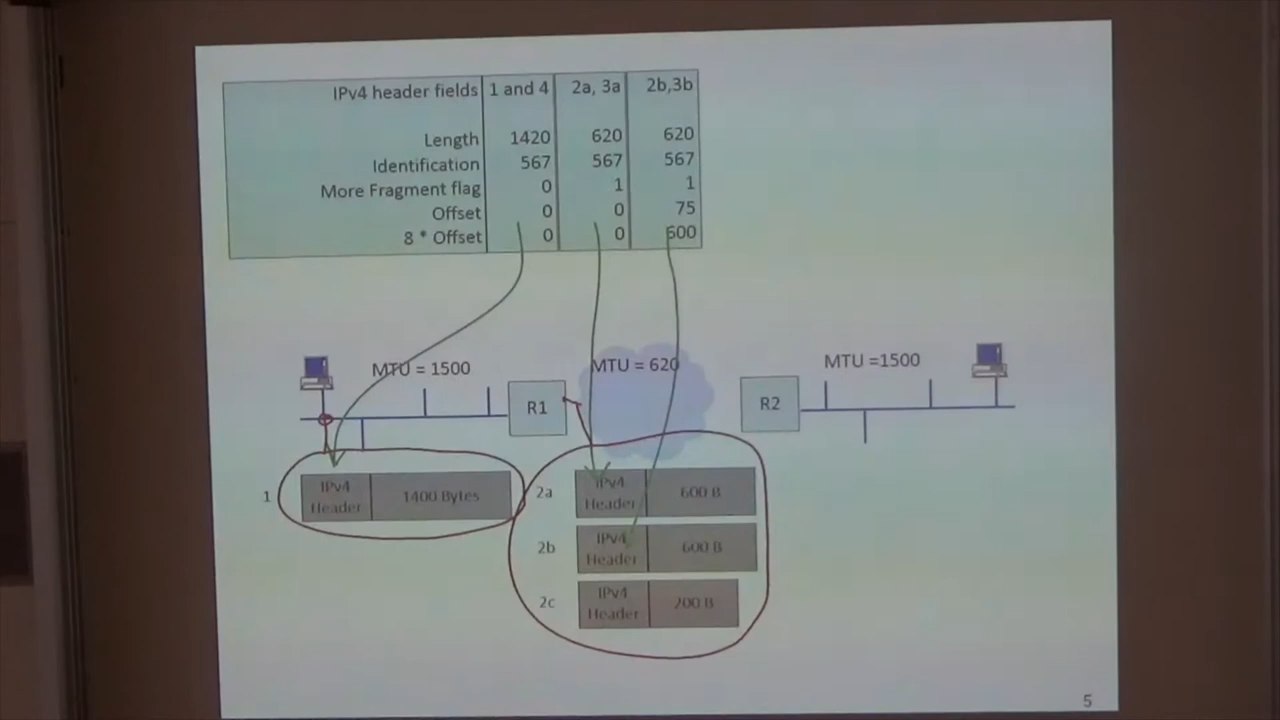 IPv4 header fields 1 and 4 2a, 3a 2b,3b
Length 1420 620 620
Identification 567 567 567
More Fragment flag 0 1 1
Offset 0 0 75
8 * Offset 0 0 600
MTU = 1500 MTU = 620 MTU =1500
R1 R2
1 IPv4 Header 1400 Bytes
2a IPv4 Header 600 B
2b IPv4 Header 600 B
2c IPv4 Header 200 B
5